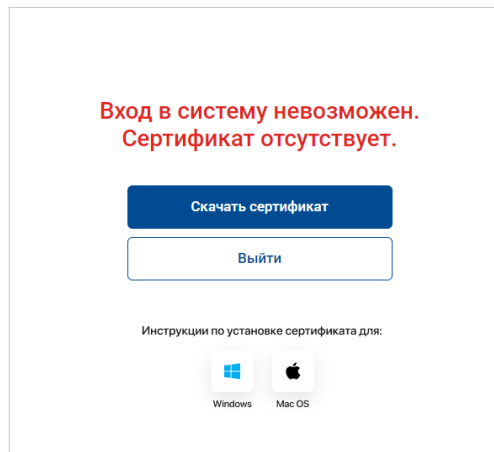 Вход в систему невозможен.
Сертификат отсутствует.
Скачать сертификат
Выйти
Инструкции по установке сертификата для:
Windows
Mac OS